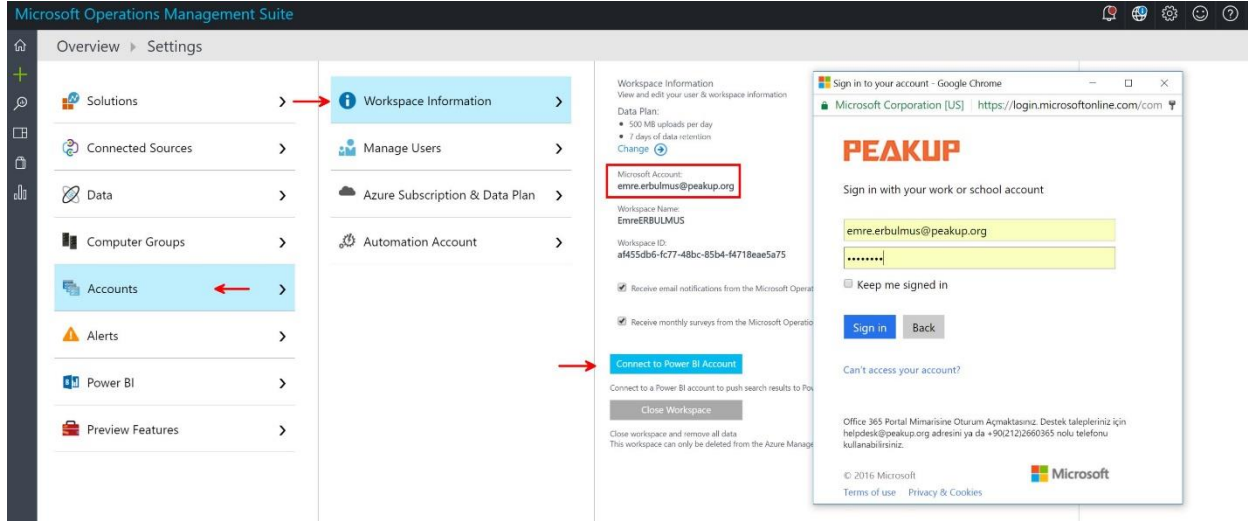 Microsoft Operations Management Suite
Overview Settings
Solutions
Connected Sources
Data
Computer Groups
Accounts
Alerts
Power BI
Preview Features
Workspace Information
Manage Users
Azure Subscription & Data Plan
Automation Account
Workspace Information
View and edit your user & workspace information
Data Plan:
500 MB uploads per day
7 days of data retention
Change
Microsoft Account:
emre.erbulmus@peakup.org
Workspace Name:
EmreERBULMUS
Workspace ID:
af455db6-fc77-48bc-85b4-f4718eae5a75
Receive email notifications from the Microsoft Operat
Receive monthly surveys from the Microsoft Operatio
Connect to Power BI Account
Connect to a Power BI account to push search results to Pow
Close Workspace
Close workspace and remove all data
This workspace can only be deleted from the Azure Manage
Sign in to your account - Google Chrome
Microsoft Corporation [US] https://login.microsoftonline.com/com
PEAKUP
Sign in with your work or school account
emre.erbulmus@peakup.org
••••••••
Keep me signed in
Sign in Back
Can't access your account?
Office 365 Portal Mimarisine Oturum Açmaktasınız. Destek talepleriniz için
helpdesk@peakup.org adresini ya da +90(212)2660365 nolu telefonu
kullanabilirsiniz.
© 2016 Microsoft
Microsoft
Terms of use Privacy & Cookies